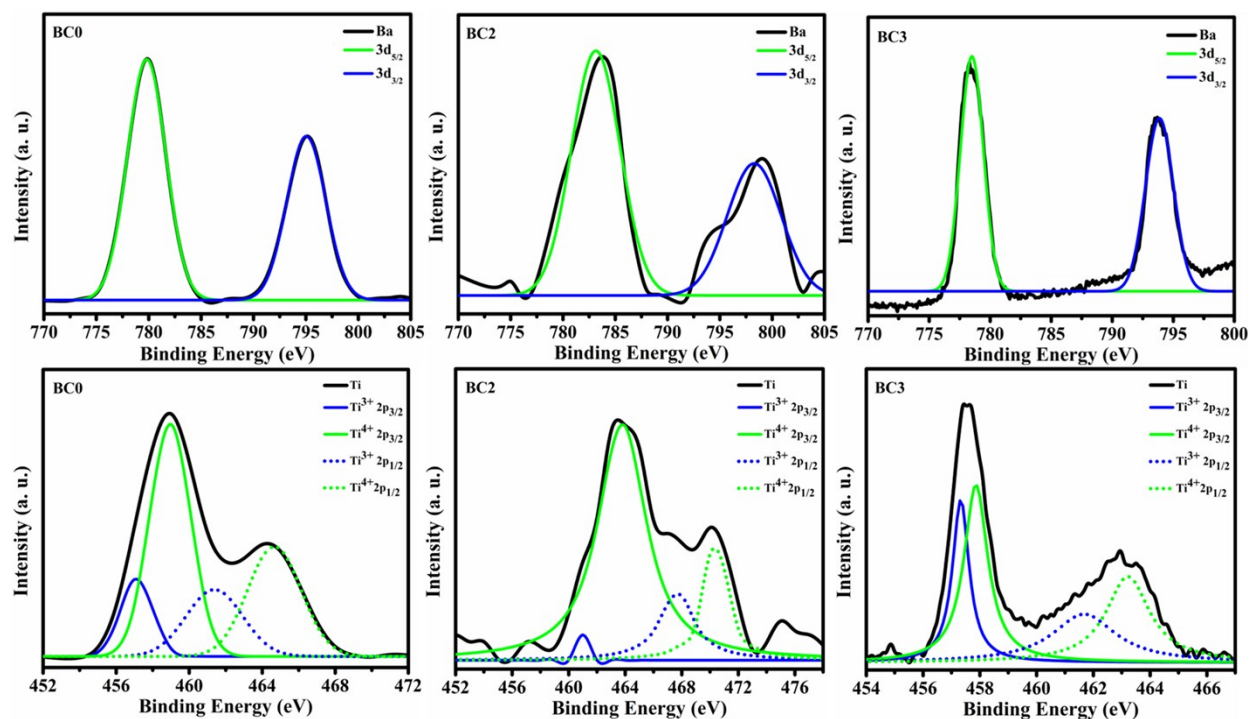 BC0
Ba
3d5/2
3d3/2
Intensity (a. u.)
770 775 780 785 790 795 800 805
Binding Energy (eV)
BC2
Ba
3d5/2
3d3/2
Intensity (a. u.)
770 775 780 785 790 795 800 805
Binding Energy (eV)
BC3
Ba
3d5/2
3d3/2
Intensity (a. u.)
770 775 780 785 790 795 800
Binding Energy (eV)
BC0
Ti
Ti3+ 2p3/2
Ti4+ 2p3/2
Ti3+ 2p1/2
Ti4+2p1/2
Intensity (a. u.)
452 456 460 464 468 472
Binding Energy (eV)
BC2
Ti
Ti3+ 2p3/2
Ti4+ 2p3/2
Ti3+ 2p1/2
Ti4+2p1/2
Intensity (a. u.)
452 456 460 464 468 472 476
Binding Energy (eV)
BC3
Ti
Ti3+ 2p3/2
Ti4+ 2p3/2
Ti3+ 2p1/2
Ti4+2p1/2
Intensity (a. u.)
454 456 458 460 462 464 466
Binding Energy (eV)